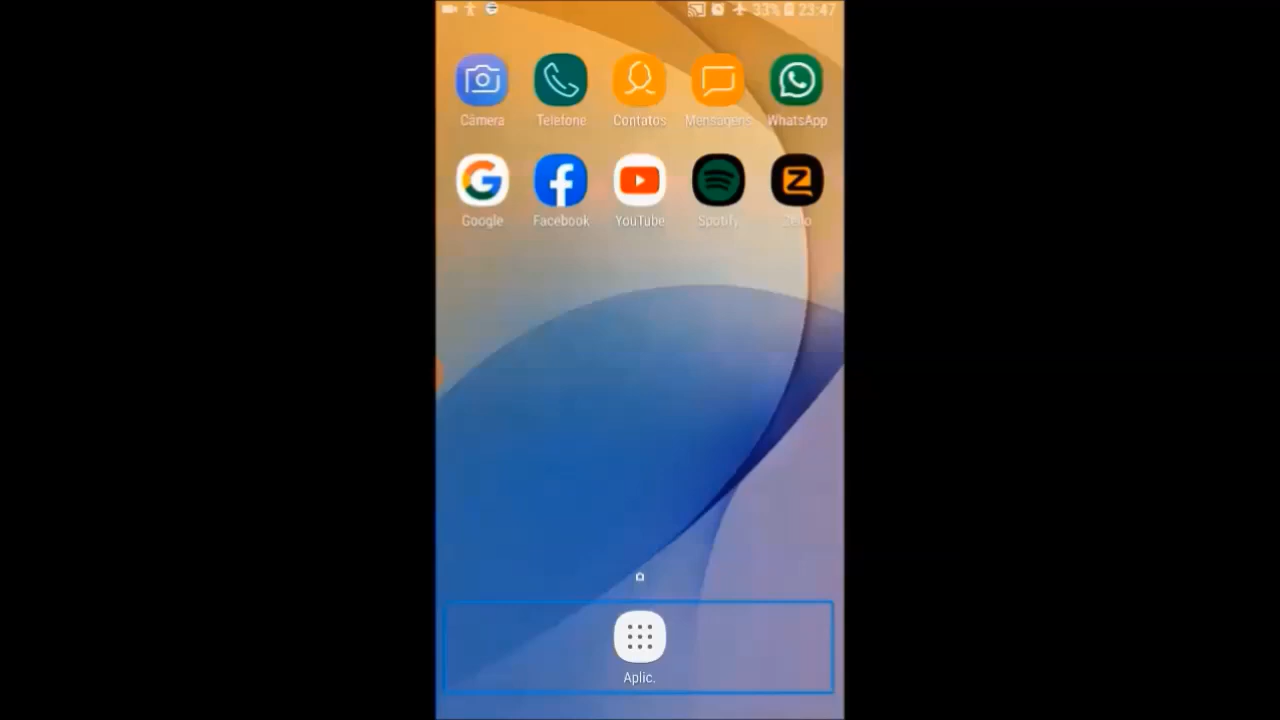 33% 23:47
Câmera Telefone Contatos Mensagens WhatsApp
Google Facebook YouTube Spotify Zello
Aplic.